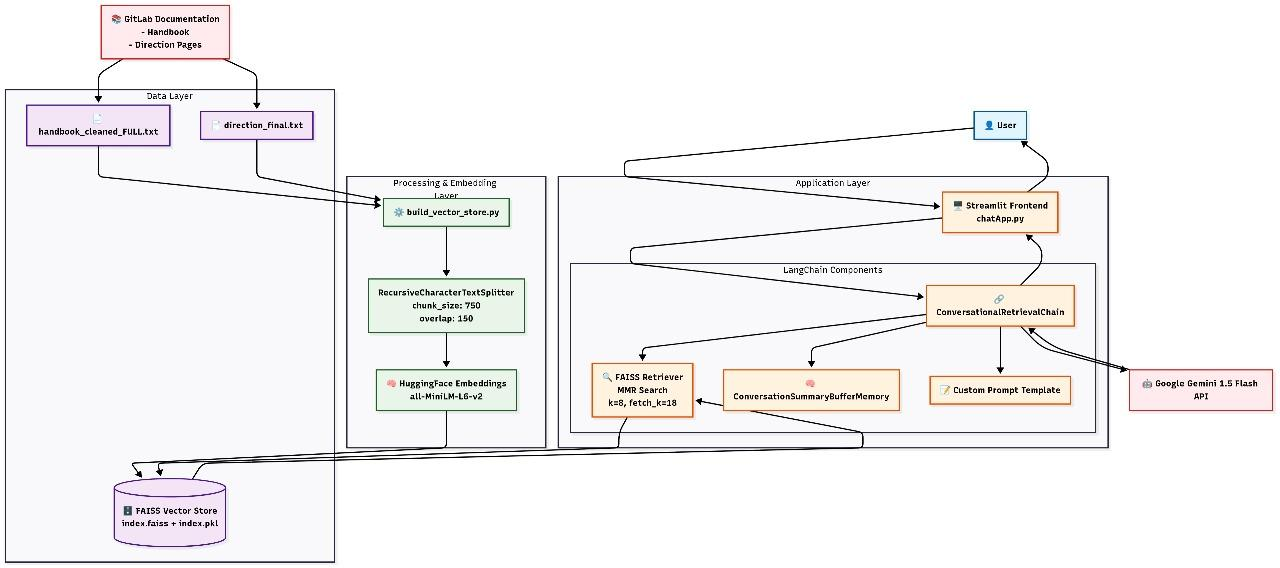 GitLab Documentation
- Handbook
- Direction Pages
Data Layer
handbook_cleaned_FULL.txt
direction_final.txt
Processing & Embedding
Layer
build_vector_store.py
RecursiveCharacterTextSplitter
chunk_size: 750
overlap: 150
HuggingFace Embeddings
all-MiniLM-L6-v2
FAISS Vector Store
index.faiss + index.pkl
User
Application Layer
Streamlit Frontend
chatApp.py
LangChain Components
ConversationalRetrievalChain
FAISS Retriever
MMR Search
k=8, fetch_k=18
ConversationSummaryBufferMemory
Custom Prompt Template
Google Gemini 1.5 Flash
API